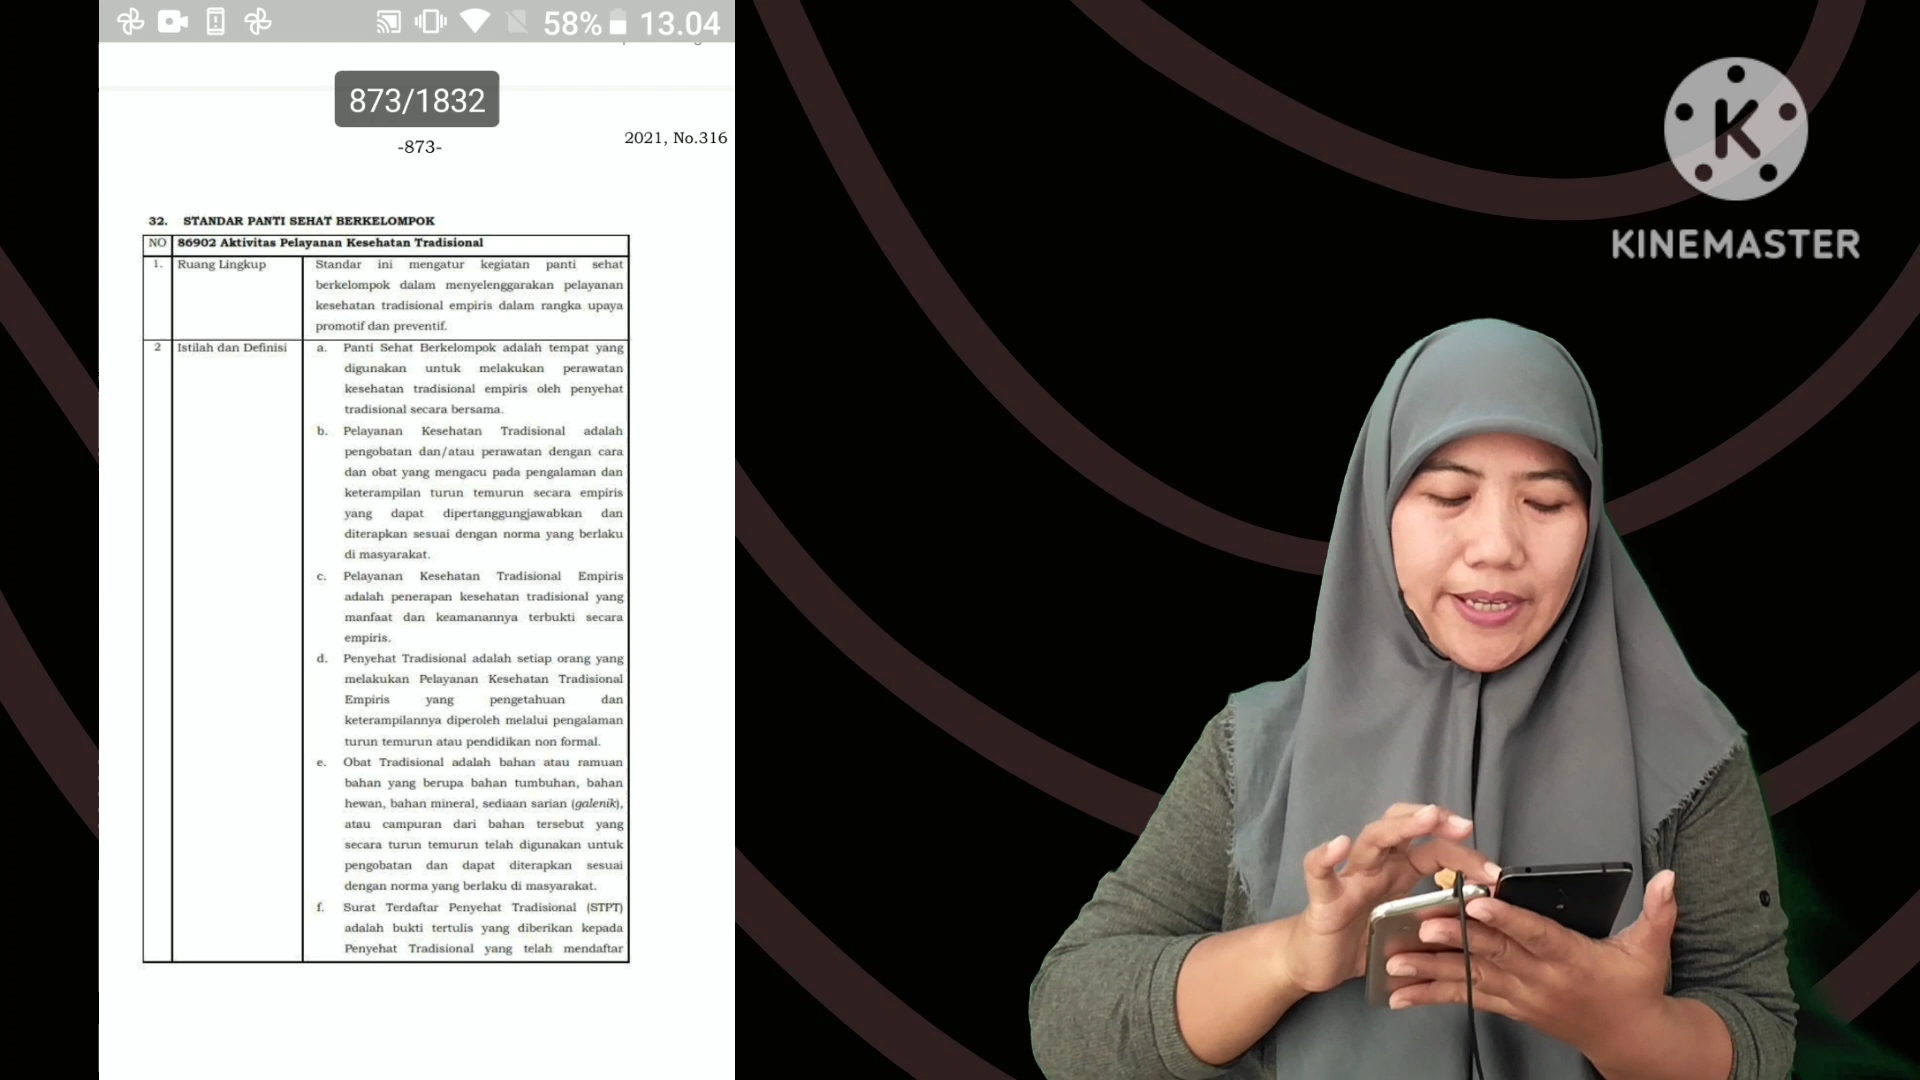 58% 13.04
873/1832
2021, No.316
-873-
32. STANDAR PANTI SEHAT BERKELOMPOK
NO 86902 Aktivitas Pelayanan Kesehatan Tradisional
1. Ruang Lingkup Standar ini mengatur kegiatan panti sehat
berkelompok dalam menyelenggarakan pelayanan
kesehatan tradisional empiris dalam rangka upaya
promotif dan preventif.
2 Istilah dan Definisi a. Panti Sehat Berkelompok adalah tempat yang
digunakan untuk melakukan perawatan
kesehatan tradisional empiris oleh penyehat
tradisional secara bersama.
b. Pelayanan Kesehatan Tradisional adalah
pengobatan dan/atau perawatan dengan cara
dan obat yang mengacu pada pengalaman dan
keterampilan turun temurun secara empiris
yang dapat dipertanggungjawabkan dan
diterapkan sesuai dengan norma yang berlaku
di masyarakat.
c. Pelayanan Kesehatan Tradisional Empiris
adalah penerapan kesehatan tradisional yang
manfaat dan keamanannya terbukti secara
empiris.
d. Penyehat Tradisional adalah setiap orang yang
melakukan Pelayanan Kesehatan Tradisional
Empiris yang pengetahuan dan
keterampilannya diperoleh melalui pengalaman
turun temurun atau pendidikan non formal.
e. Obat Tradisional adalah bahan atau ramuan
bahan yang berupa bahan tumbuhan, bahan
hewan, bahan mineral, sediaan sarian (galenik),
atau campuran dari bahan tersebut yang
secara turun temurun telah digunakan untuk
pengobatan dan dapat diterapkan sesuai
dengan norma yang berlaku di masyarakat.
f. Surat Terdaftar Penyehat Tradisional (STPT)
adalah bukti tertulis yang diberikan kepada
Penyehat Tradisional yang telah mendaftar
K
KINEMASTER